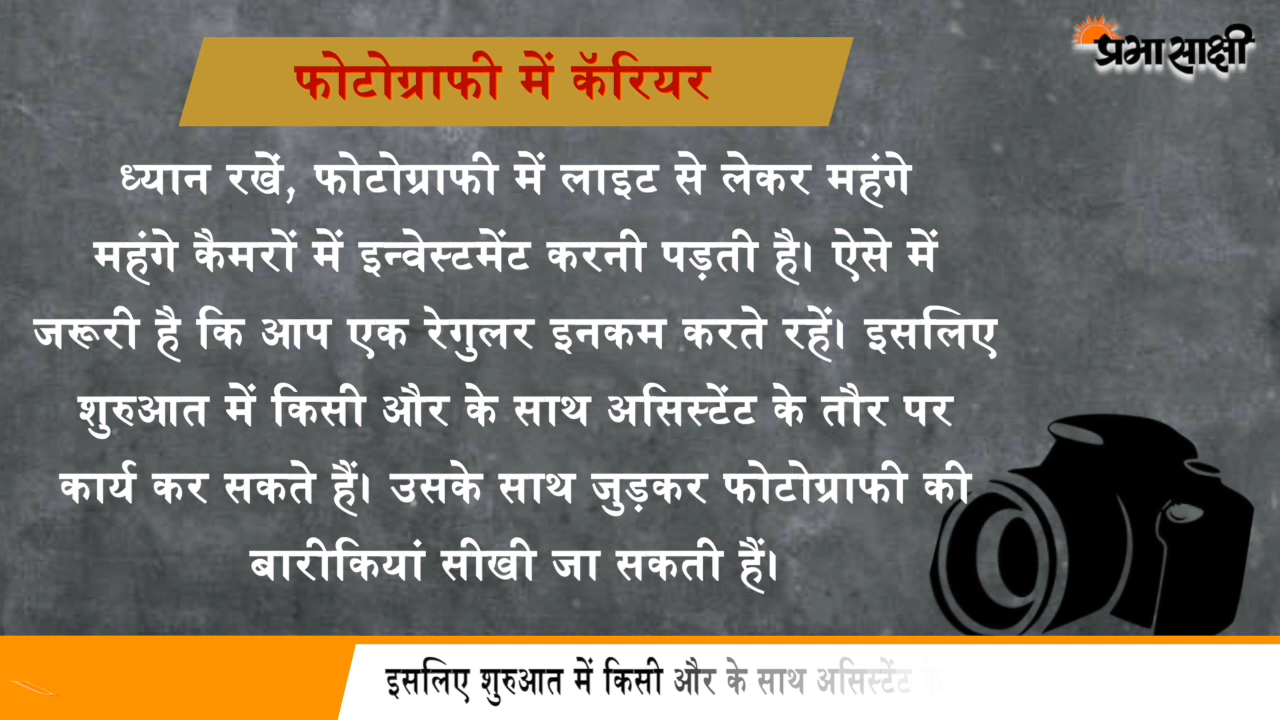 प्रभासाक्षी
फोटोग्राफी में कॅरियर
ध्यान रखें, फोटोग्राफी में लाइट से लेकर महंगे
महंगे कैमरों में इन्वेस्टमेंट करनी पड़ती है। ऐसे में
जरूरी है कि आप एक रेगुलर इनकम करते रहें। इसलिए
शुरुआत में किसी और के साथ असिस्टेंट के तौर पर
कार्य कर सकते हैं। उसके साथ जुड़कर फोटोग्राफी की
बारीकियां सीखी जा सकती हैं।
इसलिए शुरुआत में किसी और के साथ असिस्टेंट के